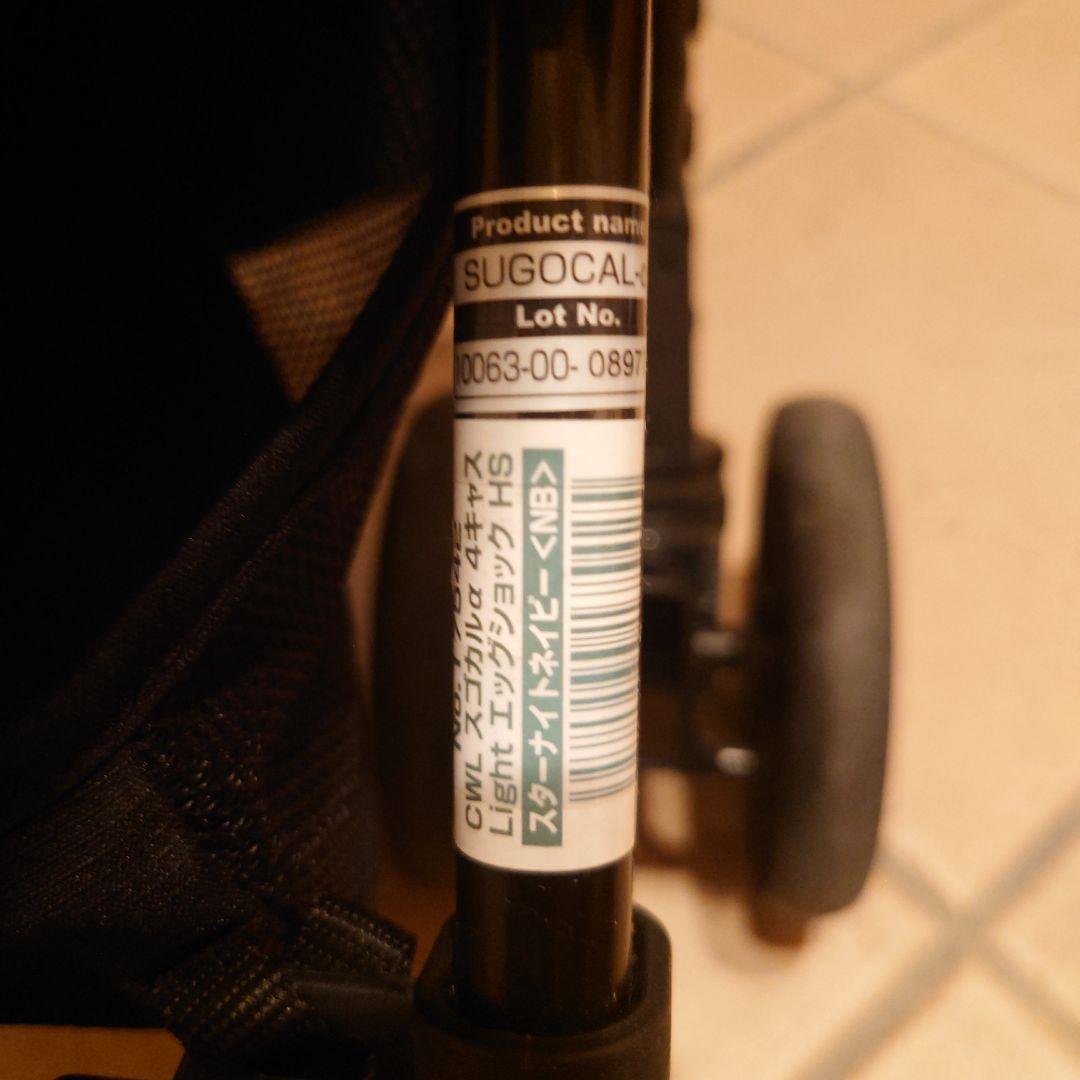 Product name
SUGOCAL-
Lot No.
0063-00- 0897
CWL スゴカルα 4キャス
Light エッグショック HS
スターナイトネイビー<NB>